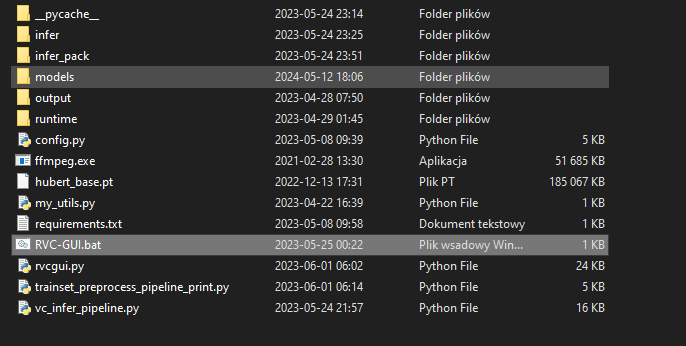 __pycache__ 2023-05-24 23:14 Folder plików
infer 2023-05-24 23:25 Folder plików
infer_pack 2023-05-24 23:51 Folder plików
models 2024-05-12 18:06 Folder plików
output 2023-04-28 07:50 Folder plików
runtime 2023-04-29 01:45 Folder plików
config.py 2023-05-08 09:39 Python File 5 KB
ffmpeg.exe 2021-02-28 13:30 Aplikacja 51 685 KB
hubert_base.pt 2022-12-13 17:31 Plik PT 185 067 KB
my_utils.py 2023-04-22 16:39 Python File 1 KB
requirements.txt 2023-05-08 09:58 Dokument tekstowy 1 KB
RVC-GUI.bat 2023-05-25 00:22 Plik wsadowy Win... 1 KB
rvcgui.py 2023-06-01 06:02 Python File 24 KB
trainset_preprocess_pipeline_print.py 2023-06-01 06:14 Python File 5 KB
vc_infer_pipeline.py 2023-05-24 21:57 Python File 16 KB